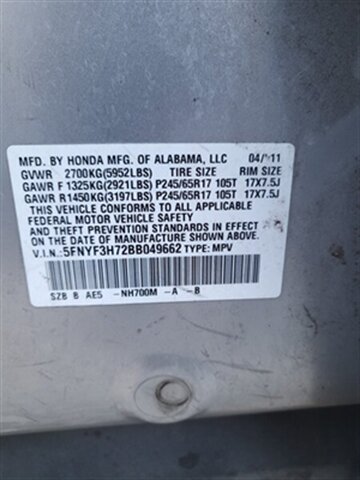 MFD. BY HONDA MFG. OF ALABAMA, LLC 04/11
GVWR 2700KG(5952LBS) TIRE SIZE RIM SIZE
GAWR F 1325KG(2921LBS) P245/65R17 105T 17X7.5J
GAWR R 1450KG(3197LBS) P245/65R17 105T 17X7.5J
THIS VEHICLE CONFORMS TO ALL APPLICABLE
FEDERAL MOTOR VEHICLE SAFETY AND
THEFT PREVENTION STANDARDS IN EFFECT ON
THE DATE OF MANUFACTURE SHOWN ABOVE.
V.I.N.: 5FNYF3H72BB049662 TYPE: MPV
SZB B AE5 -NH700M -A -B